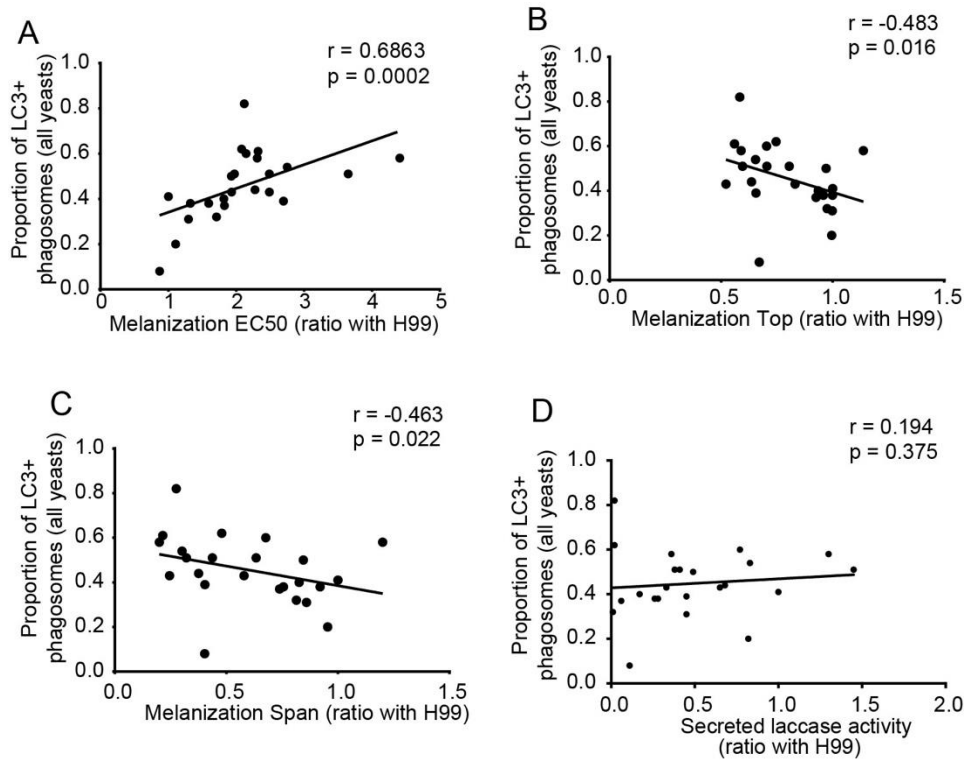 A
r = 0.6863
p = 0.0002
Proportion of LC3+
phagosomes (all yeasts)
1.0
0.8
0.6
0.4
0.2
0.0
0 1 2 3 4 5
Melanization EC50 (ratio with H99)
B
r = -0.483
p = 0.016
Proportion of LC3+
phagosomes (all yeasts)
1.0
0.8
0.6
0.4
0.2
0.0
0.0 0.5 1.0 1.5
Melanization Top (ratio with H99)
C
r = -0.463
p = 0.022
Proportion of LC3+
phagosomes (all yeasts)
1.0
0.8
0.6
0.4
0.2
0.0
0.0 0.5 1.0 1.5
Melanization Span (ratio with H99)
D
r = 0.194
p = 0.375
Proportion of LC3+
phagosomes (all yeasts)
1.0
0.8
0.6
0.4
0.2
0.0
0.0 0.5 1.0 1.5 2.0
Secreted laccase activity
(ratio with H99)